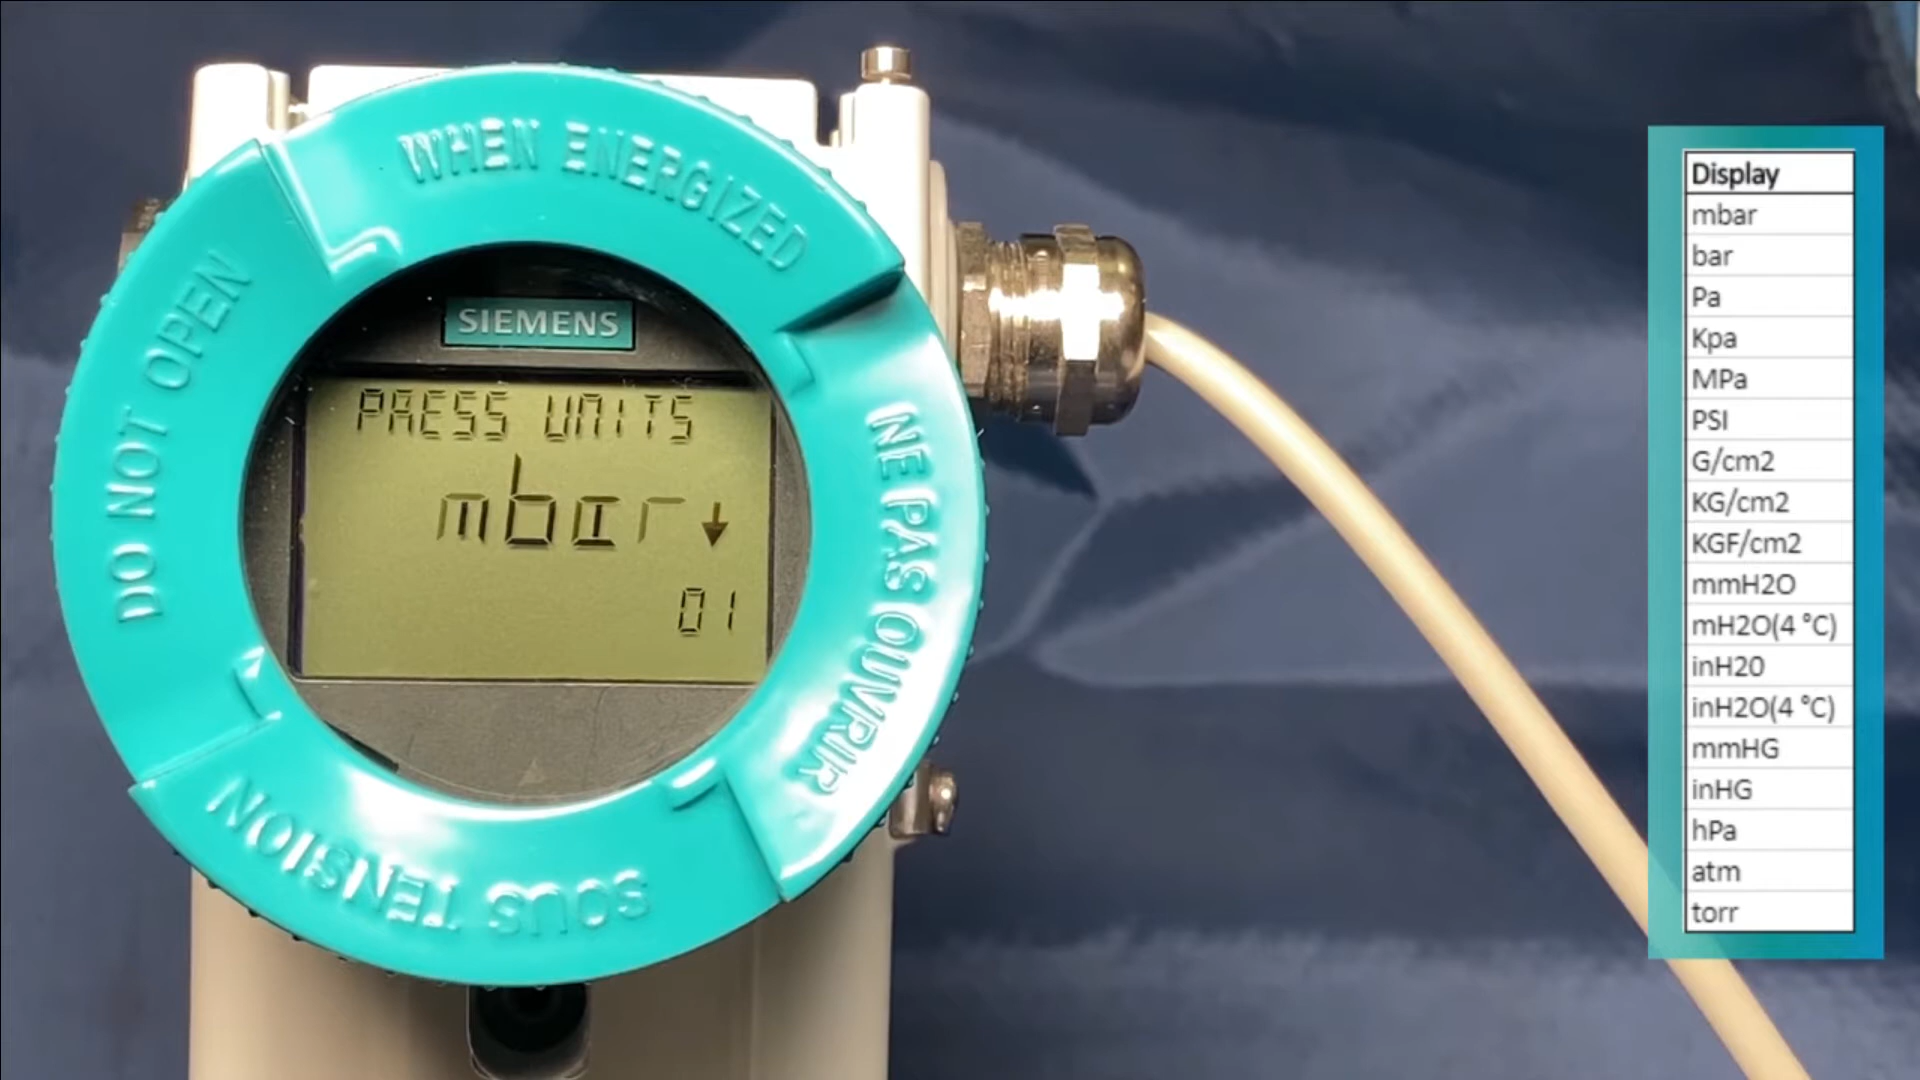 WHEN ENERGIZED
DO NOT OPEN
NE PAS OUVRIR
SOUS TENSION
SIEMENS
PRESS UNITS
mbar
01
Display
mbar
bar
Pa
Kpa
MPa
PSI
G/cm2
KG/cm2
KGF/cm2
mmH2O
mH2O(4 °C)
inH20
inH2O(4 °C)
mmHG
inHG
hPa
atm
torr